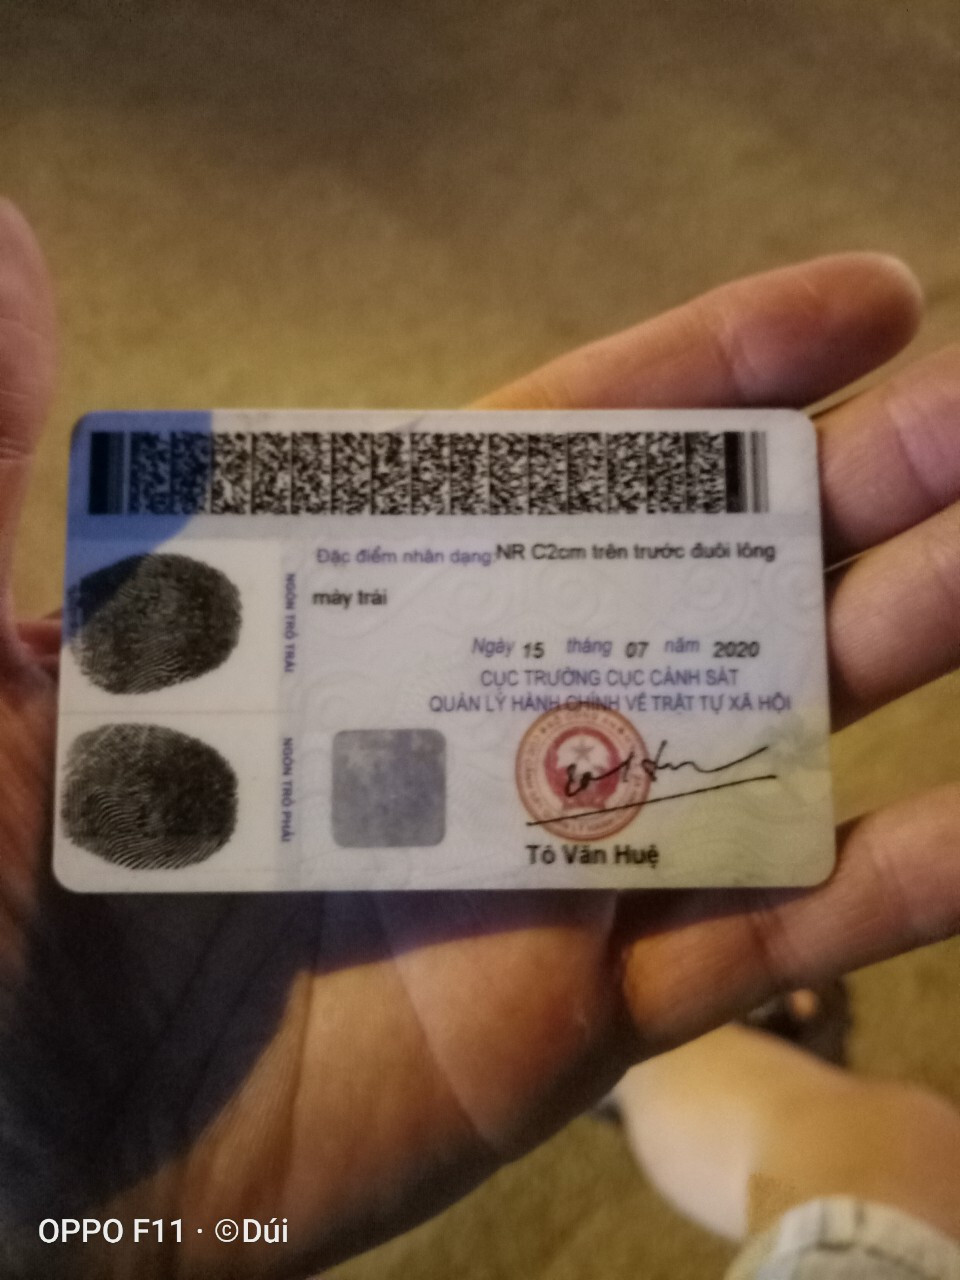 Đặc điểm nhân dạng: NR C2cm trên trước đuôi lông
mày trái
Ngày 15 tháng 07 năm 2020
CỤC TRƯỞNG CỤC CẢNH SÁT
QUẢN LÝ HÀNH CHÍNH VỀ TRẬT TỰ XÃ HỘI
NGÓN TRỎ TRÁI
NGÓN TRỎ PHẢI
Tô Văn Huệ
OPPO F11 · ©Dúi